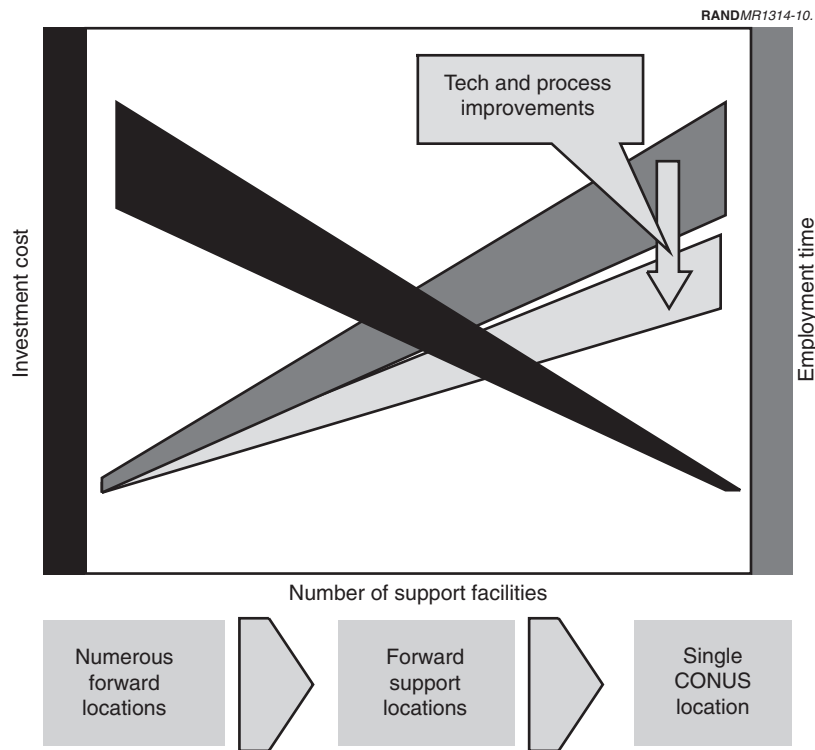 RANDMR1314-10.
Tech and process
improvements
Investment cost
Employment time
Number of support facilities
Numerous
forward
locations
Forward
support
locations
Single
CONUS
location